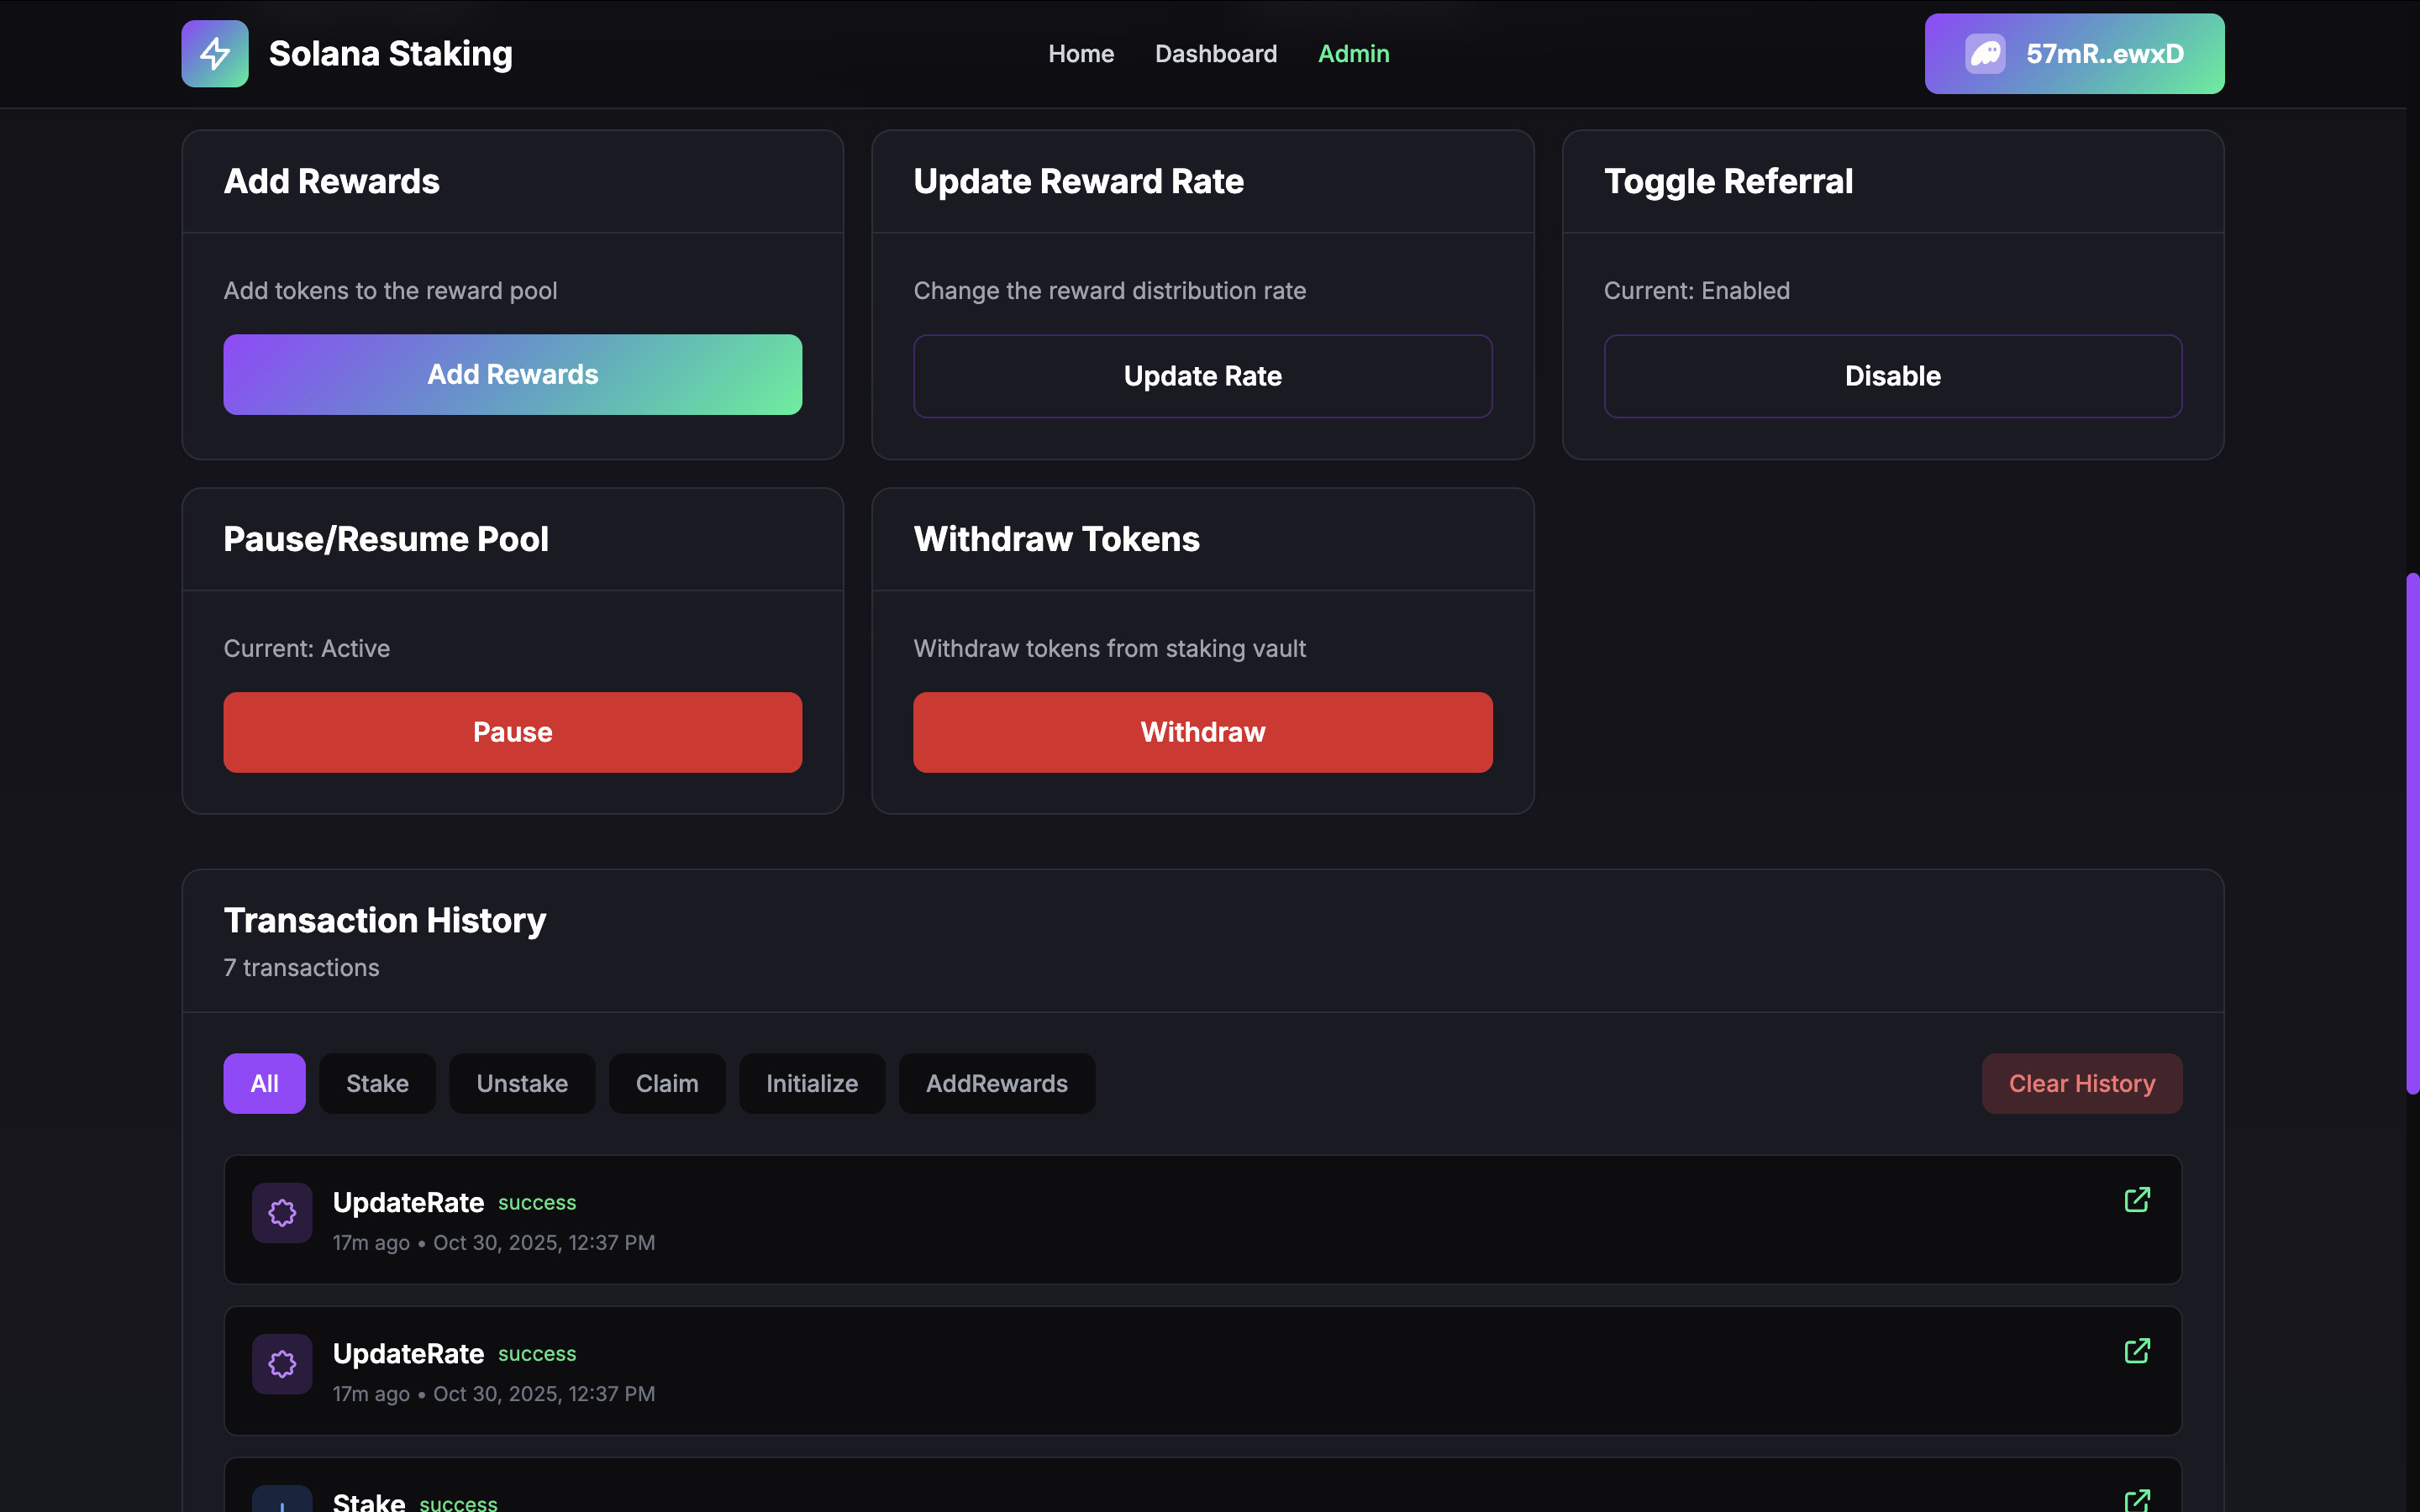 Solana Staking
Home Dashboard Admin
57mR..ewxD
Add Rewards
Add tokens to the reward pool
Add Rewards
Update Reward Rate
Change the reward distribution rate
Update Rate
Toggle Referral
Current: Enabled
Disable
Pause/Resume Pool
Current: Active
Pause
Withdraw Tokens
Withdraw tokens from staking vault
Withdraw
Transaction History
7 transactions
All Stake Unstake Claim Initialize AddRewards Clear History
UpdateRate success
17m ago • Oct 30, 2025, 12:37 PM
UpdateRate success
17m ago • Oct 30, 2025, 12:37 PM
Stake success